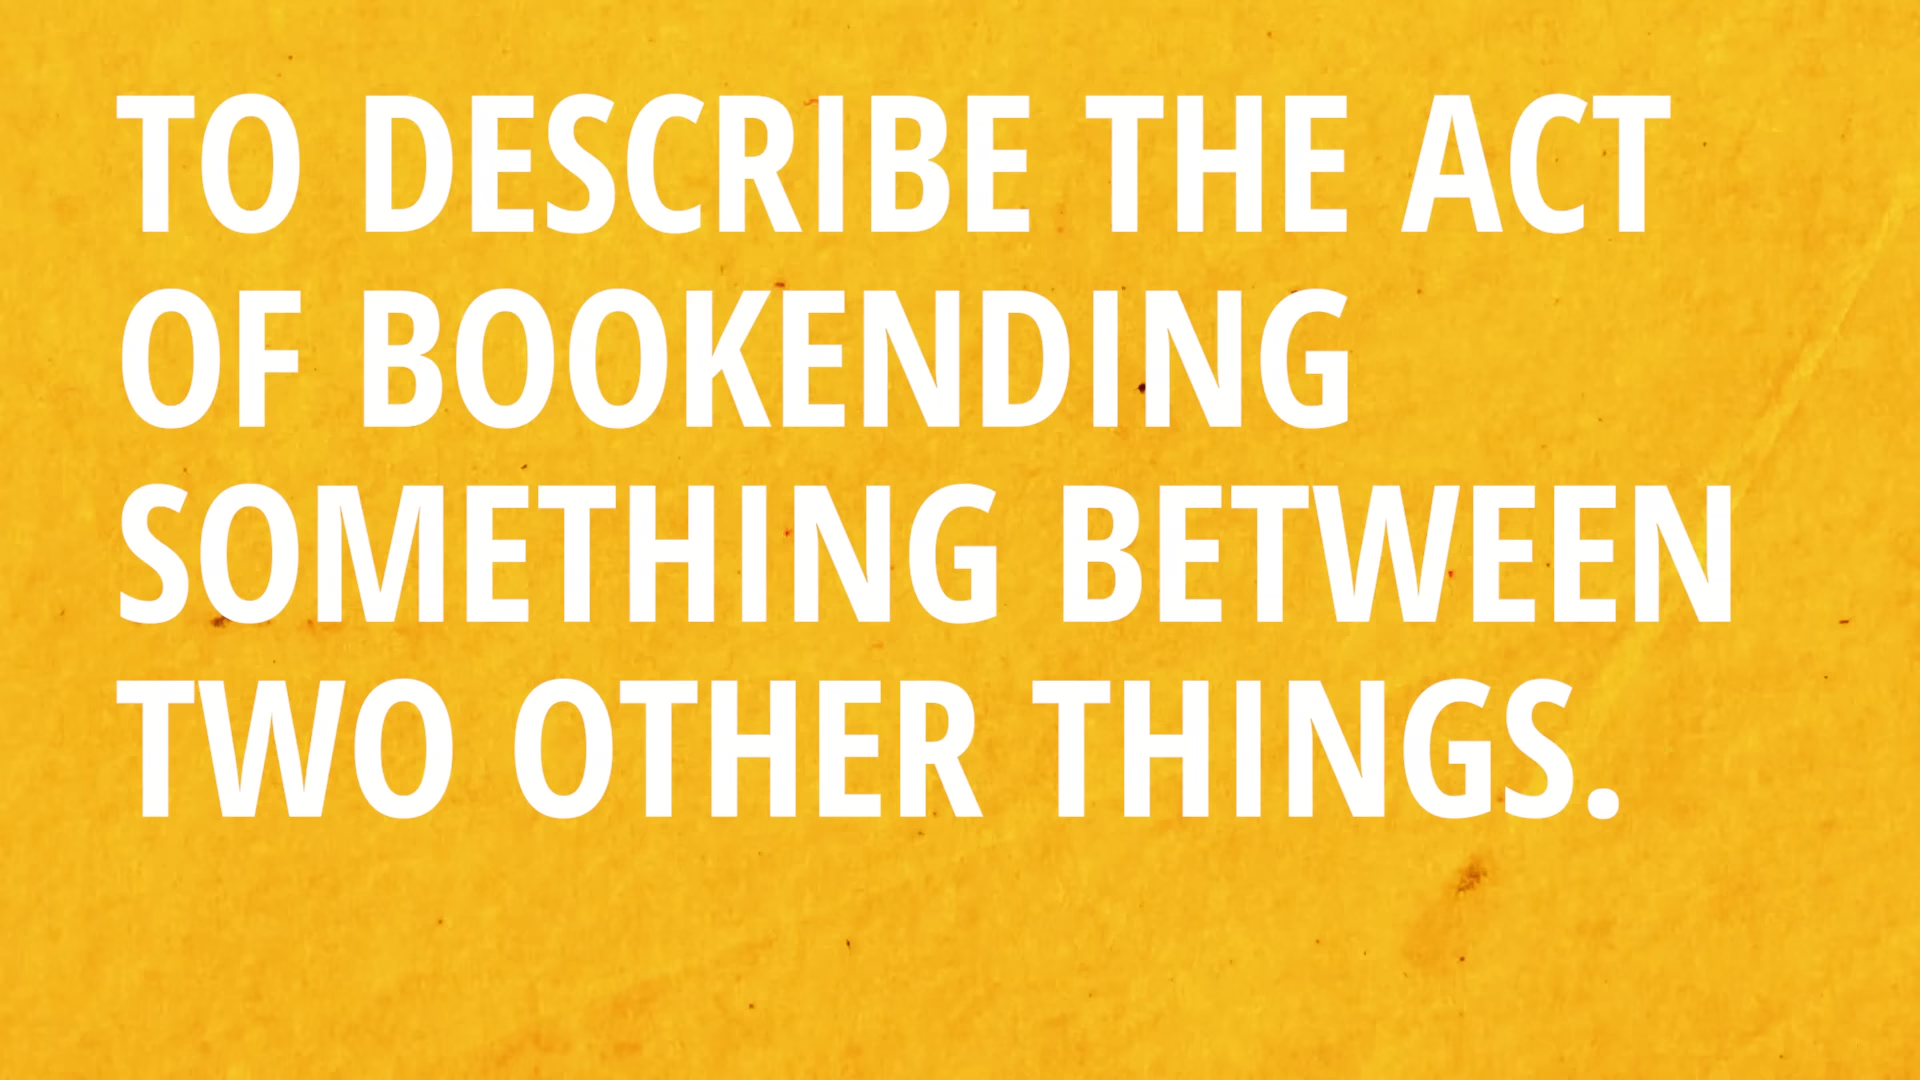 TO DESCRIBE THE ACT
OF BOOKENDING
SOMETHING BETWEEN
TWO OTHER THINGS.